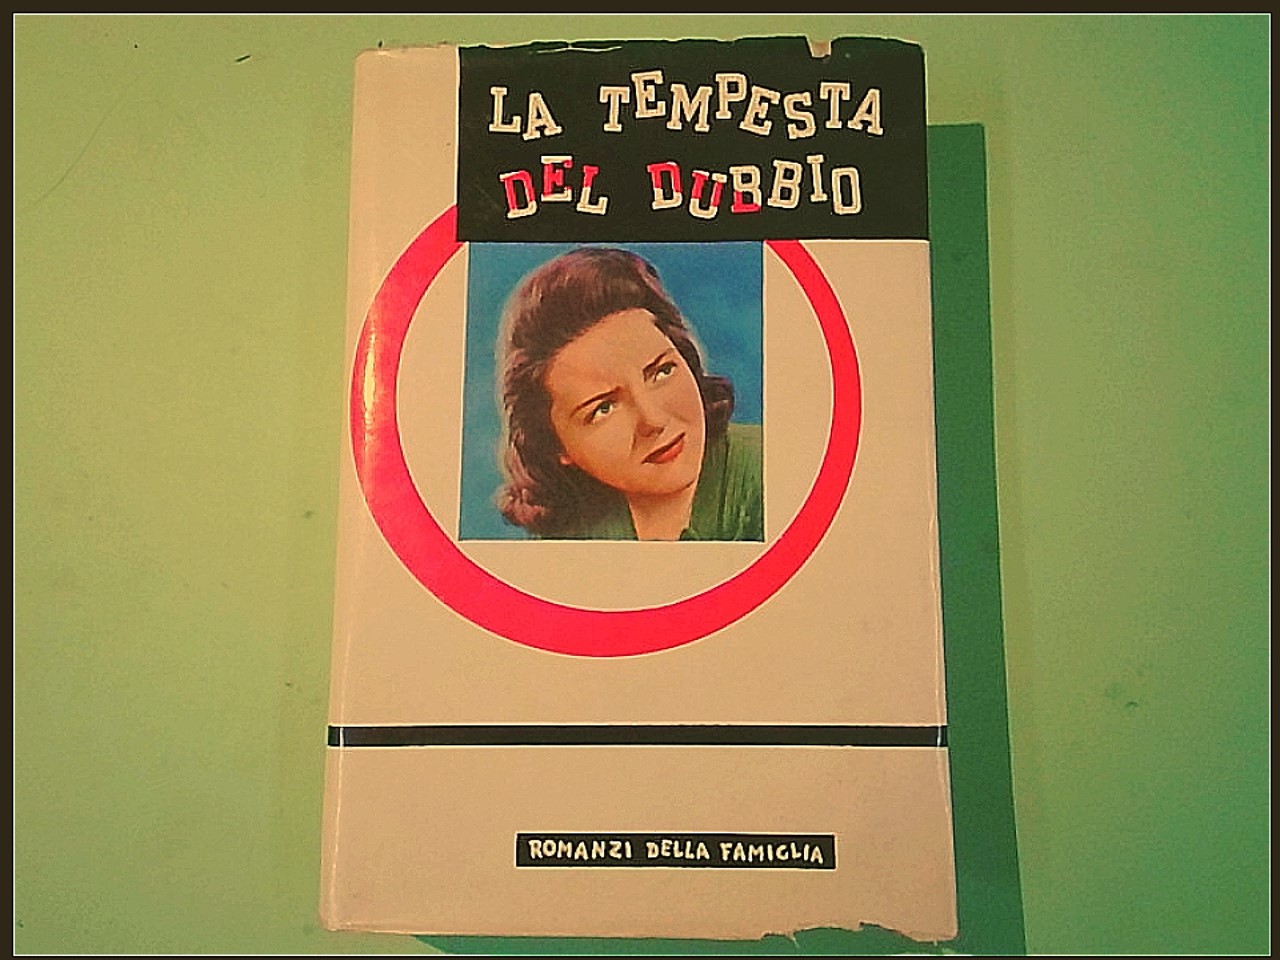 LA TEMPESTA
DEL DUBBIO
ROMANZI DELLA FAMIGLIA